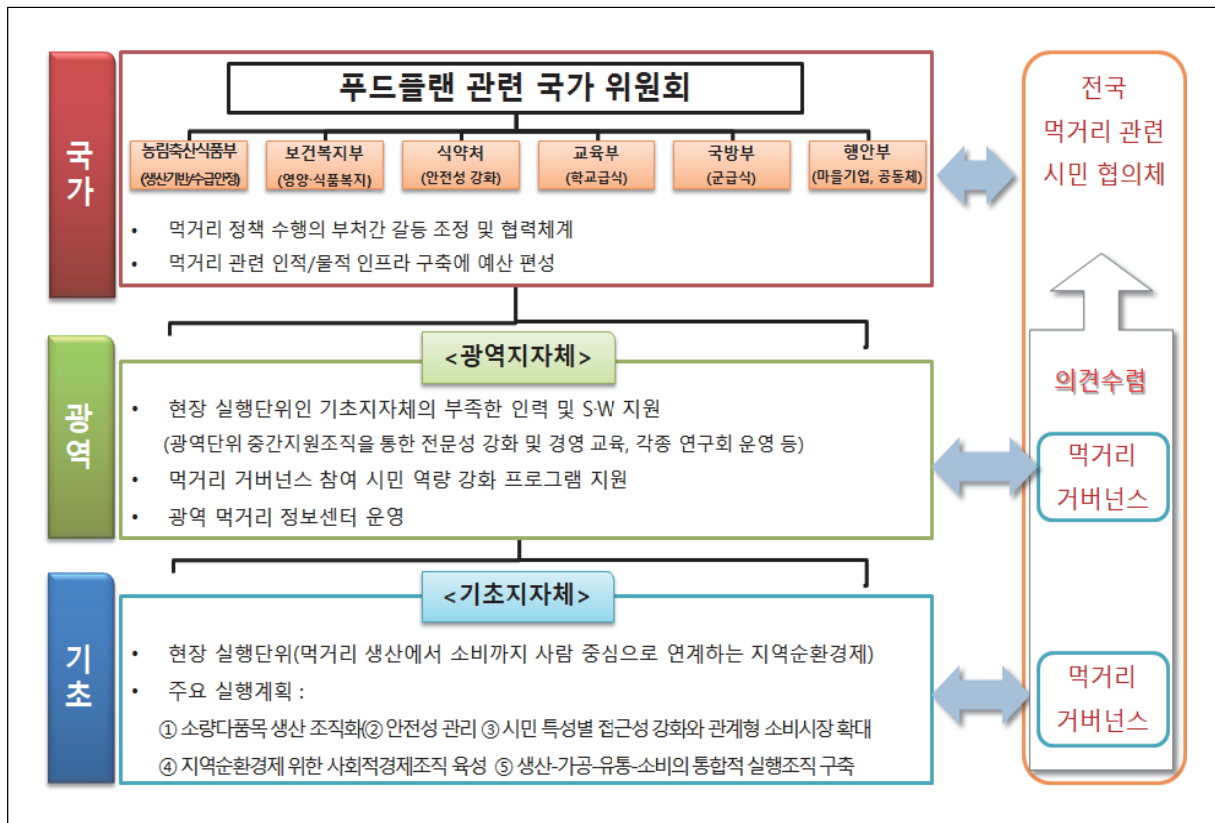 국가
푸드플랜 관련 국가 위원회
농림축산식품부
(생산기반/수급안정)
보건복지부
(영양·식품복지)
식약처
(안전성 강화)
교육부
(학교급식)
국방부
(군급식)
행안부
(마을기업, 공동체)
• 먹거리 정책 수행의 부처간 갈등 조정 및 협력체계
• 먹거리 관련 인적/물적 인프라 구축에 예산 편성
전국
먹거리 관련
시민 협의체
광역
<광역지자체>
• 현장 실행단위인 기초지자체의 부족한 인력 및 S·W 지원
(광역단위 중간지원조직을 통한 전문성 강화 및 경영 교육, 각종 연구회 운영 등)
• 먹거리 거버넌스 참여 시민 역량 강화 프로그램 지원
• 광역 먹거리 정보센터 운영
의견수렴
먹거리
거버넌스
기초
<기초지자체>
• 현장 실행단위(먹거리 생산에서 소비까지 사람 중심으로 연계하는 지역순환경제)
• 주요 실행계획 :
① 소량다품목 생산 조직화(② 안전성 관리 ③ 시민 특성별 접근성 강화와 관계형 소비시장 확대
④ 지역순환경제 위한 사회적경제조직 육성 ⑤ 생산-가공-유통-소비의 통합적 실행조직 구축
먹거리
거버넌스